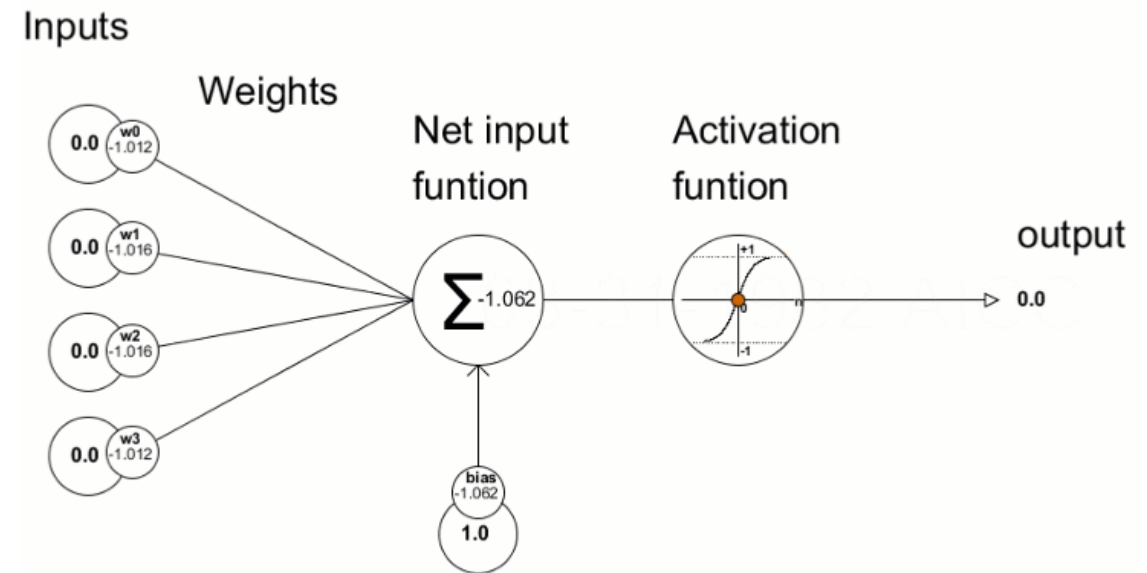 Inputs
Weights
Net input
funtion
Activation
funtion
output
0.0
w0
-1.012
0.0
w1
-1.016
0.0
w2
-1.016
0.0
w3
-1.012
Σ -1.062
+1
0
n
-1
0.0
bias
-1.062
1.0